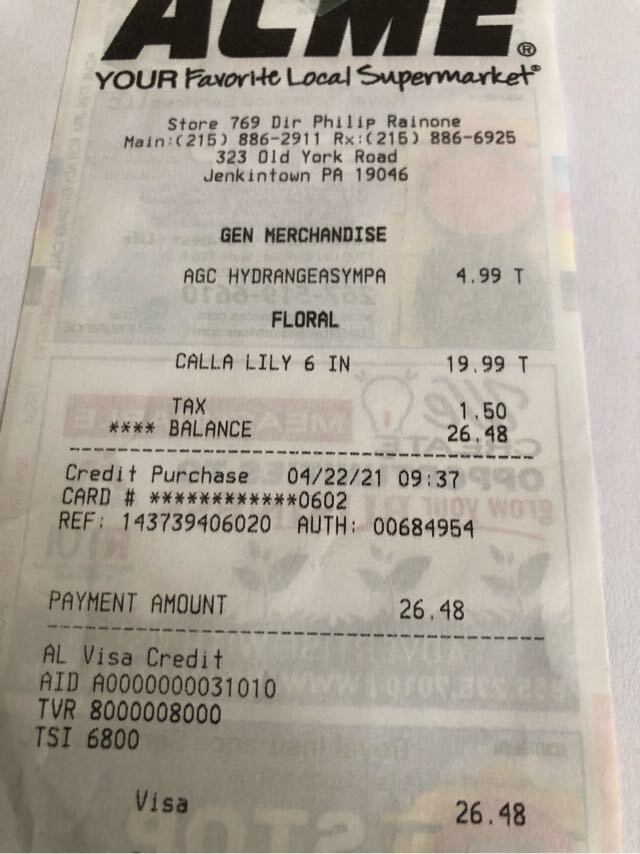 ACME®
YOUR Favorite Local Supermarket®
Store 769 Dir Philip Rainone
Main:(215) 886-2911 Rx:(215) 886-6925
323 Old York Road
Jenkintown PA 19046
GEN MERCHANDISE
AGC HYDRANGEASYMPA 4.99 T
FLORAL
CALLA LILY 6 IN 19.99 T
TAX 1.50
**** BALANCE 26.48
Credit Purchase 04/22/21 09:37
CARD # ************0602
REF: 143739406020 AUTH: 00684954
PAYMENT AMOUNT 26.48
AL Visa Credit
AID A0000000031010
TVR 8000008000
TSI 6800
Visa 26.48